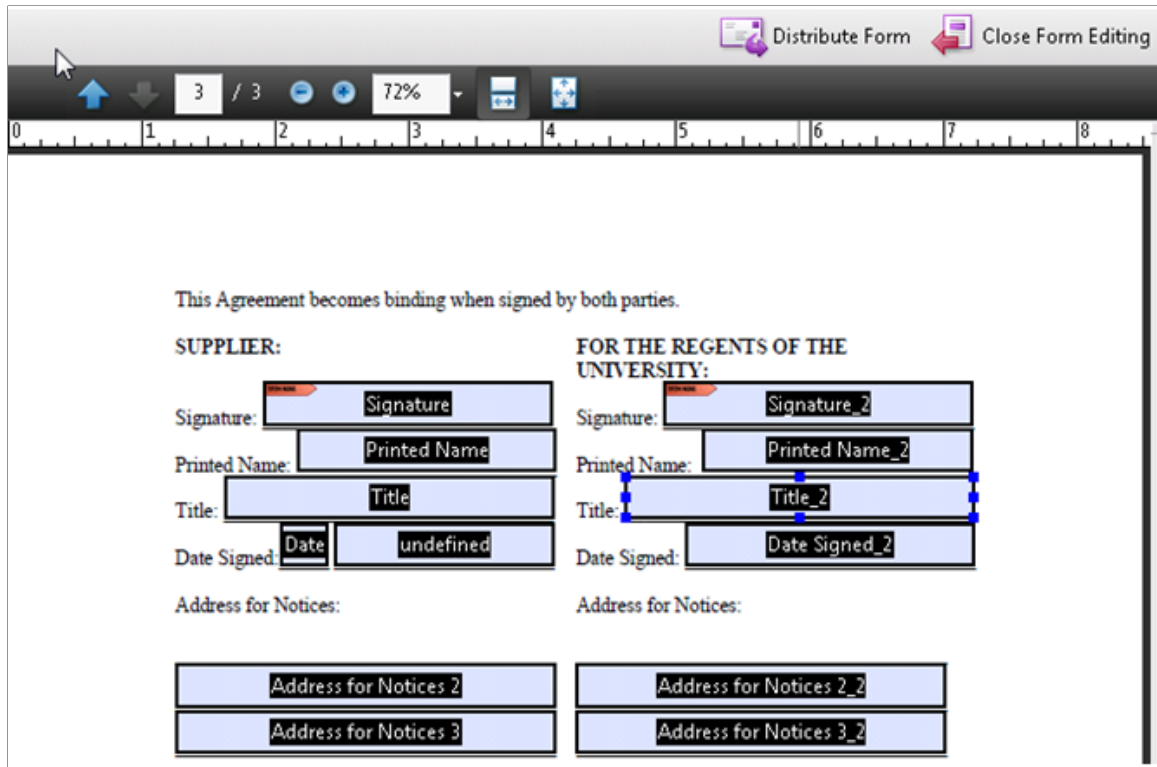 Distribute Form Close Form Editing
3 / 3 72%
0 1 2 3 4 5 6 7 8
This Agreement becomes binding when signed by both parties.
SUPPLIER:
Signature: Signature
Printed Name: Printed Name
Title: Title
Date Signed: Date undefined
Address for Notices:
Address for Notices 2
Address for Notices 3
FOR THE REGENTS OF THE
UNIVERSITY:
Signature: Signature_2
Printed Name: Printed Name_2
Title: Title_2
Date Signed: Date Signed_2
Address for Notices:
Address for Notices 2_2
Address for Notices 3_2